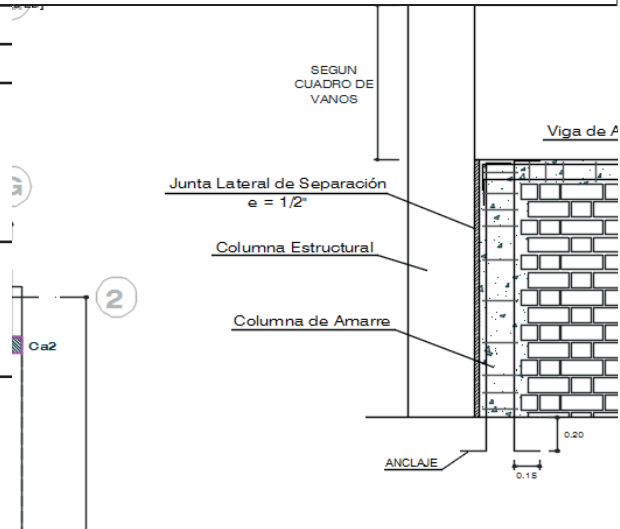 SEGUN
CUADRO DE
VANOS
Viga de A
Junta Lateral de Separación
e = 1/2"
Columna Estructural
2
Columna de Amarre
Ca2
0.20
ANCLAJE
0.15